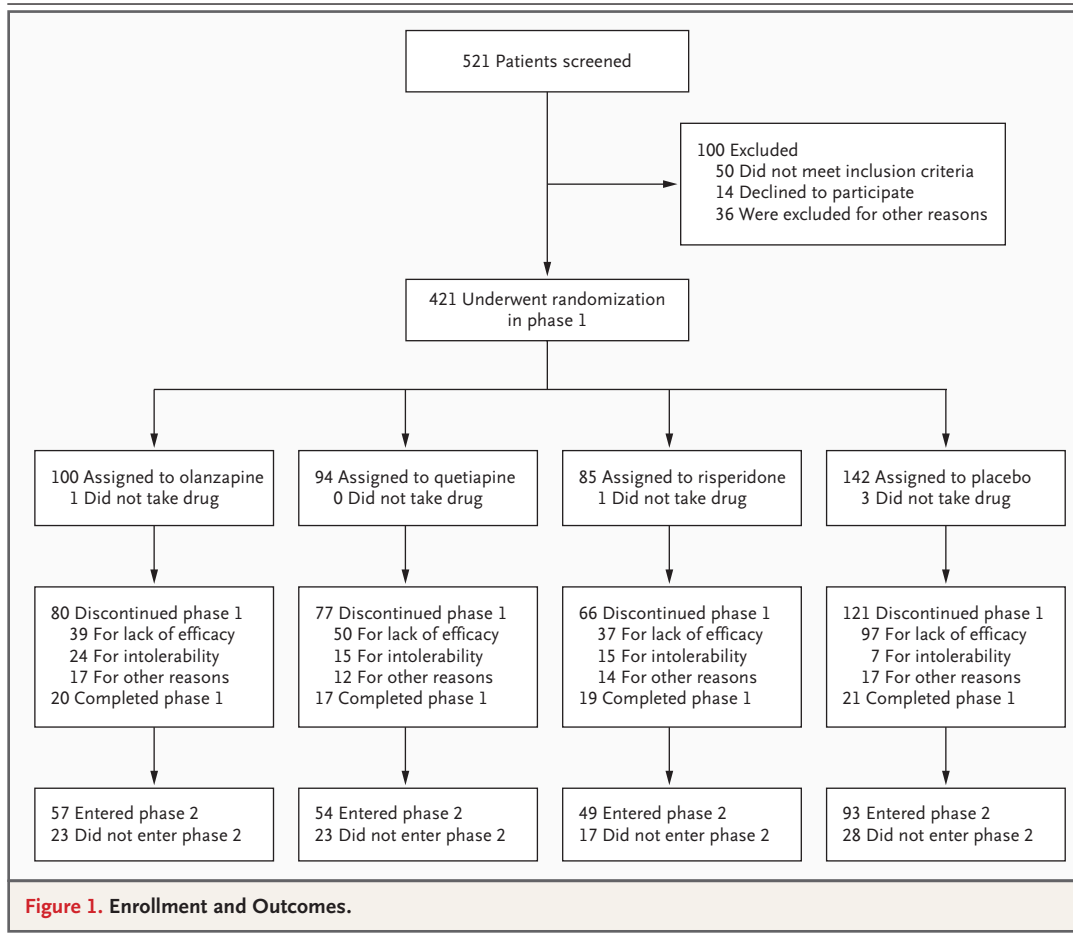 521 Patients screened
100 Excluded
50 Did not meet inclusion criteria
14 Declined to participate
36 Were excluded for other reasons
421 Underwent randomization
in phase 1
100 Assigned to olanzapine
1 Did not take drug
94 Assigned to quetiapine
0 Did not take drug
85 Assigned to risperidone
1 Did not take drug
142 Assigned to placebo
3 Did not take drug
80 Discontinued phase 1
39 For lack of efficacy
24 For intolerability
17 For other reasons
20 Completed phase 1
77 Discontinued phase 1
50 For lack of efficacy
15 For intolerability
12 For other reasons
17 Completed phase 1
66 Discontinued phase 1
37 For lack of efficacy
15 For intolerability
14 For other reasons
19 Completed phase 1
121 Discontinued phase 1
97 For lack of efficacy
7 For intolerability
17 For other reasons
21 Completed phase 1
57 Entered phase 2
23 Did not enter phase 2
54 Entered phase 2
23 Did not enter phase 2
49 Entered phase 2
17 Did not enter phase 2
93 Entered phase 2
28 Did not enter phase 2
Figure 1. Enrollment and Outcomes.